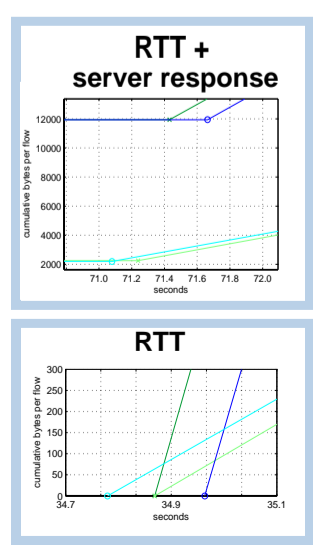 RTT +
server response
12000
10000
8000
6000
4000
2000
cumulative bytes per flow
71.0 71.2 71.4 71.6 71.8 72.0
seconds
RTT
300
250
200
150
100
50
0
cumulative bytes per flow
34.7 34.9 35.1
seconds